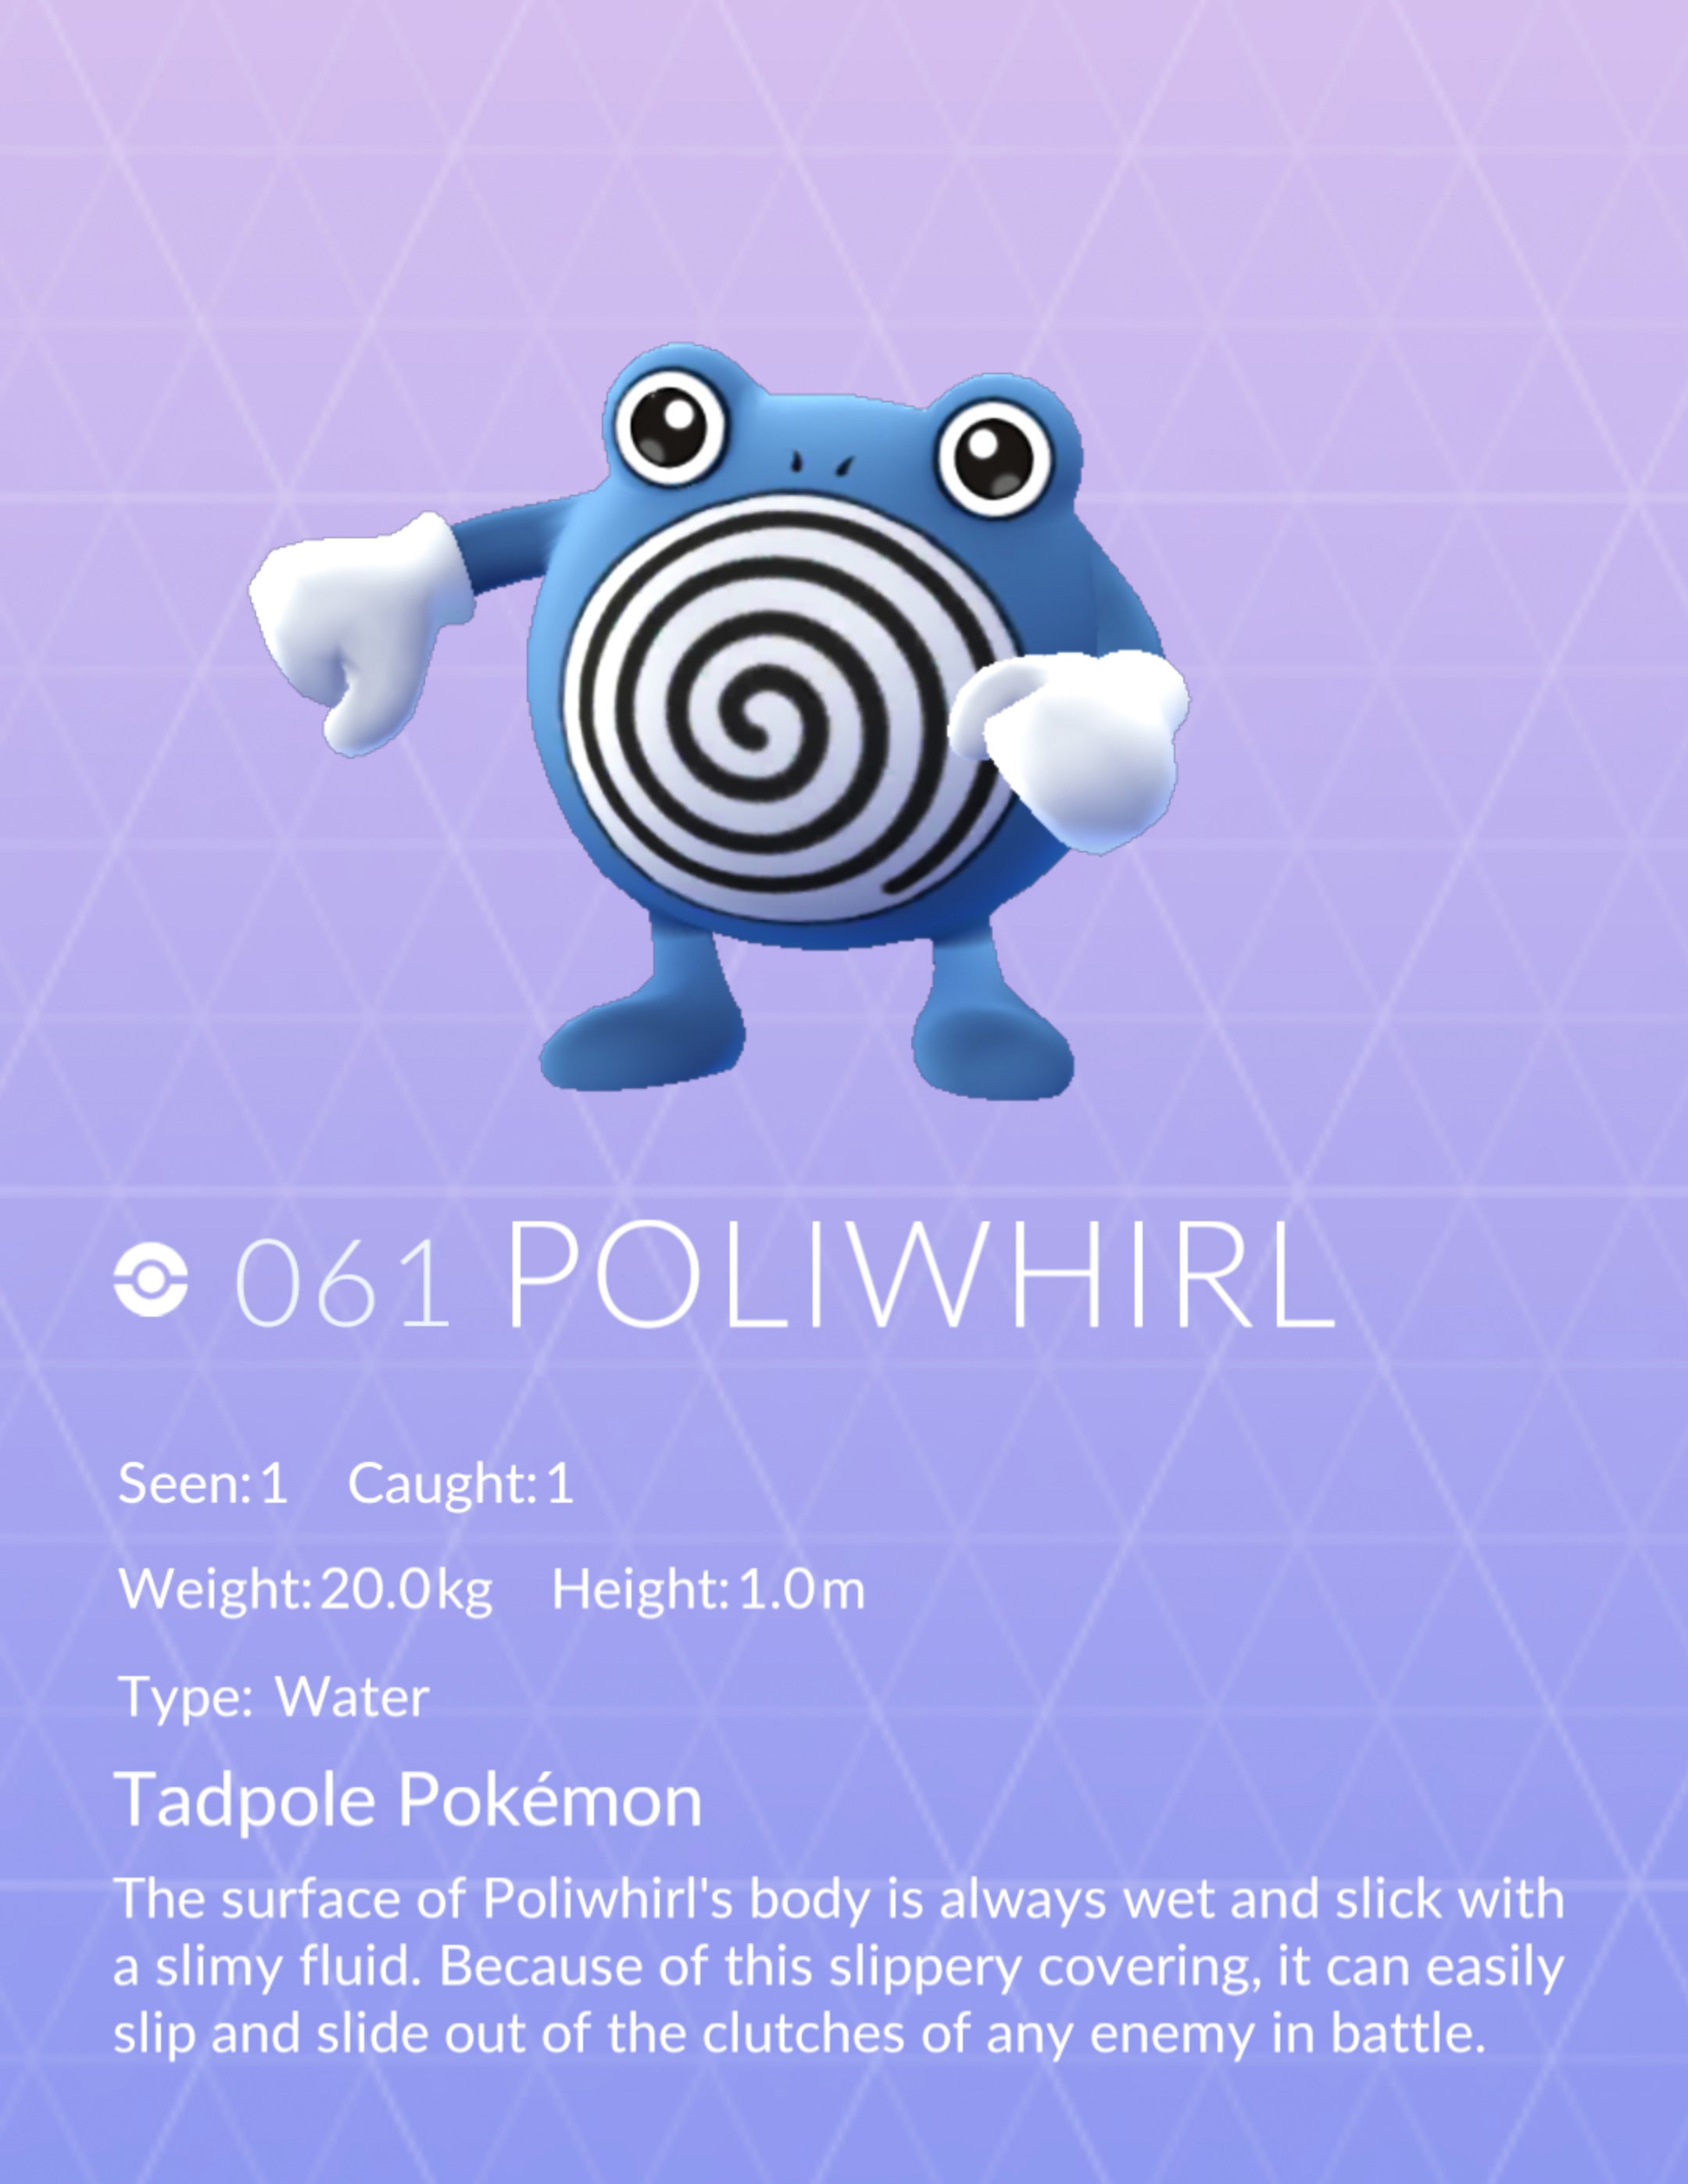 061 POLIWHIRL
Seen: 1 Caught: 1
Weight: 20.0 kg Height: 1.0 m
Type: Water
Tadpole Pokémon
The surface of Poliwhirl's body is always wet and slick with
a slimy fluid. Because of this slippery covering, it can easily
slip and slide out of the clutches of any enemy in battle.